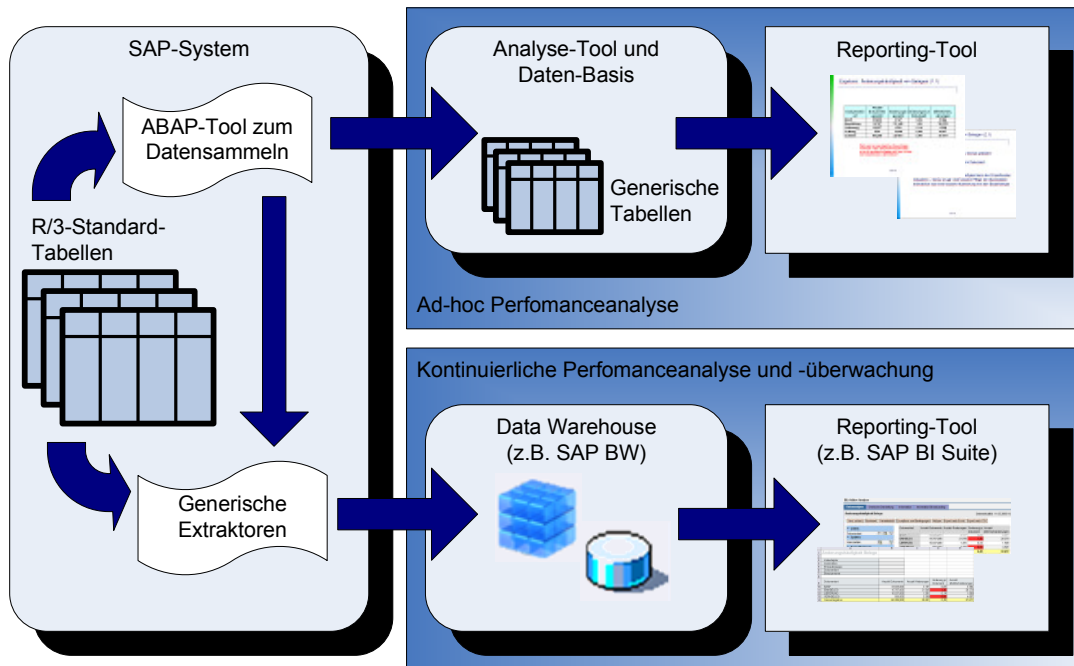 SAP-System
ABAP-Tool zum
Datensammeln
R/3-Standard-
Tabellen
Generische
Extraktoren
Analyse-Tool und
Daten-Basis
Generische
Tabellen
Reporting-Tool
Ad-hoc Perfomanceanalyse
Kontinuierliche Perfomanceanalyse und -überwachung
Data Warehouse
(z.B. SAP BW)
Reporting-Tool
(z.B. SAP BI Suite)